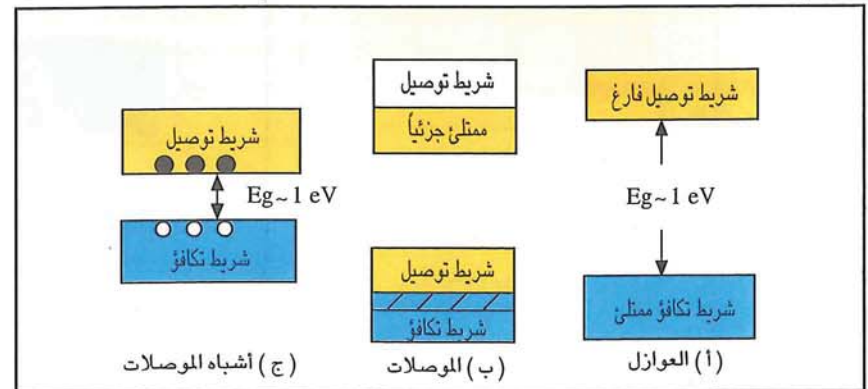 شريط توصيل فارغ
Eg~ 1 eV
شريط تكافؤ ممتلئ
(أ) العوازل
شريط توصيل
ممتلئ جزئياً
شريط توصيل
شريط تكافؤ
(ب) الموصلات
شريط توصيل
Eg~ 1 eV
شريط تكافؤ
(ج) أشباه الموصلات